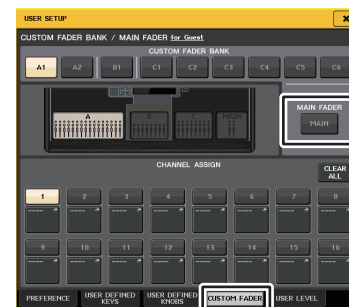 USER SETUP
CUSTOM FADER BANK / MAIN FADER for Guest
CUSTOM FADER BANK
A1 A2 B1 C1 C2 C3 C4 C5 C6
A B C MAIN
MAIN FADER
MAIN
CHANNEL ASSIGN
CLEAR ALL
1 2 3 4 5 6 7 8
---- ---- ---- ---- ---- ---- ---- ----
9 10 11 12 13 14 15 16
---- ---- ---- ---- ---- ---- ---- ----
PREFERENCE USER DEFINED KEYS USER DEFINED KNOBS CUSTOM FADER USER LEVEL